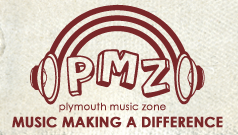 PMZ
plymouth music zone
MUSIC MAKING A DIFFERENCE